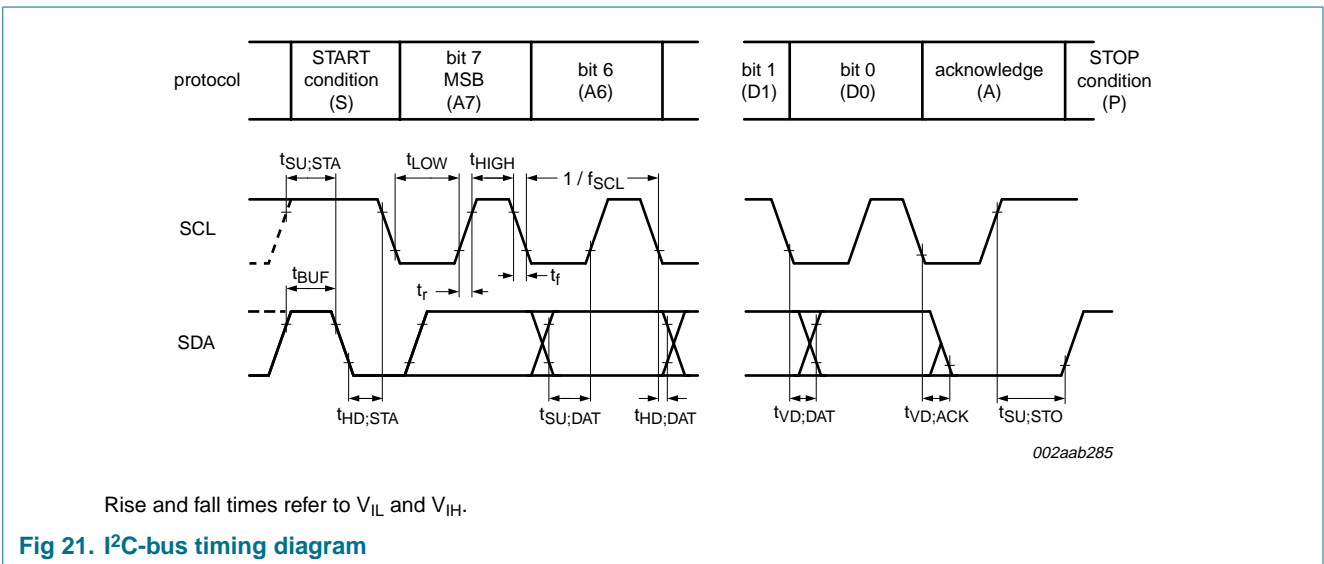 protocol
START
condition
(S)
bit 7
MSB
(A7)
bit 6
(A6)
bit 1
(D1)
bit 0
(D0)
acknowledge
(A)
STOP
condition
(P)
tSU;STA
tLOW
tHIGH
1 / fSCL
SCL
tBUF
tr
tf
SDA
tHD;STA
tSU;DAT
tHD;DAT
tVD;DAT
tVD;ACK
tSU;STO
002aab285
Rise and fall times refer to VIL and VIH.
Fig 21. I2C-bus timing diagram